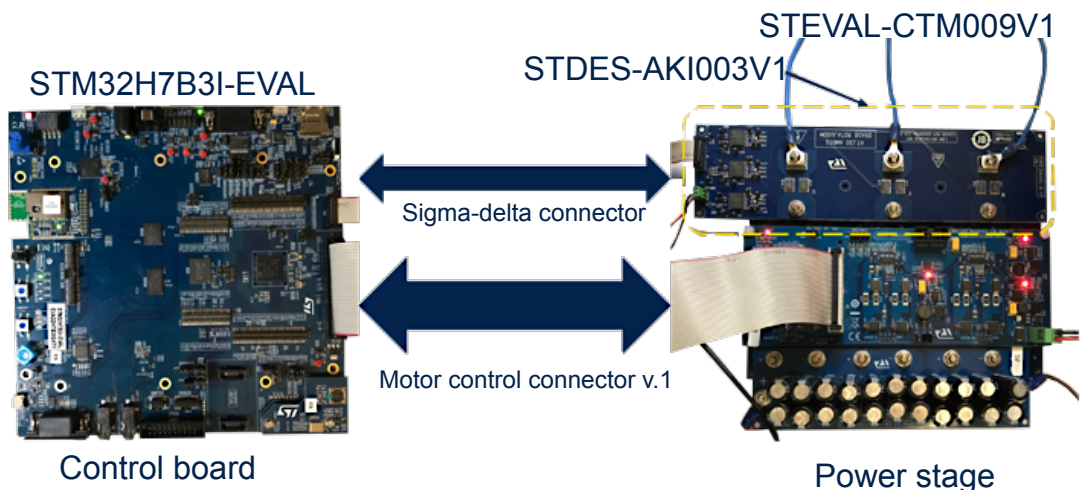 STEVAL-CTM009V1
STDES-AKI003V1
STM32H7B3I-EVAL
Sigma-delta connector
Motor control connector v.1
Control board
Power stage